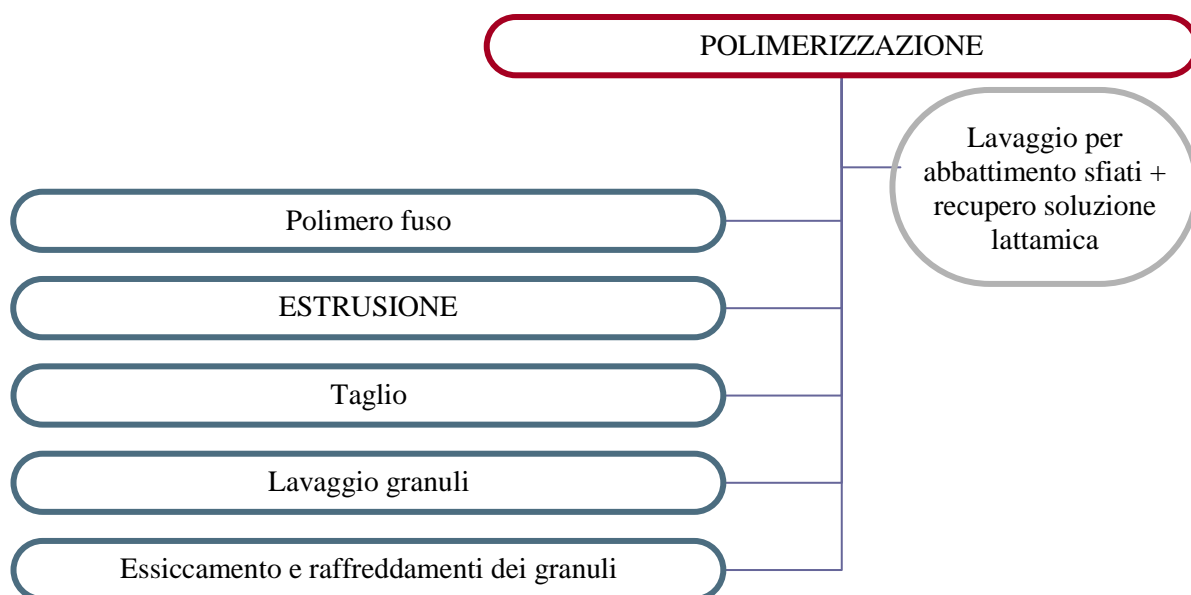 POLIMERIZZAZIONE
Lavaggio per
abbattimento sfiati +
recupero soluzione
lattamica
Polimero fuso
ESTRUSIONE
Taglio
Lavaggio granuli
Essiccamento e raffreddamenti dei granuli